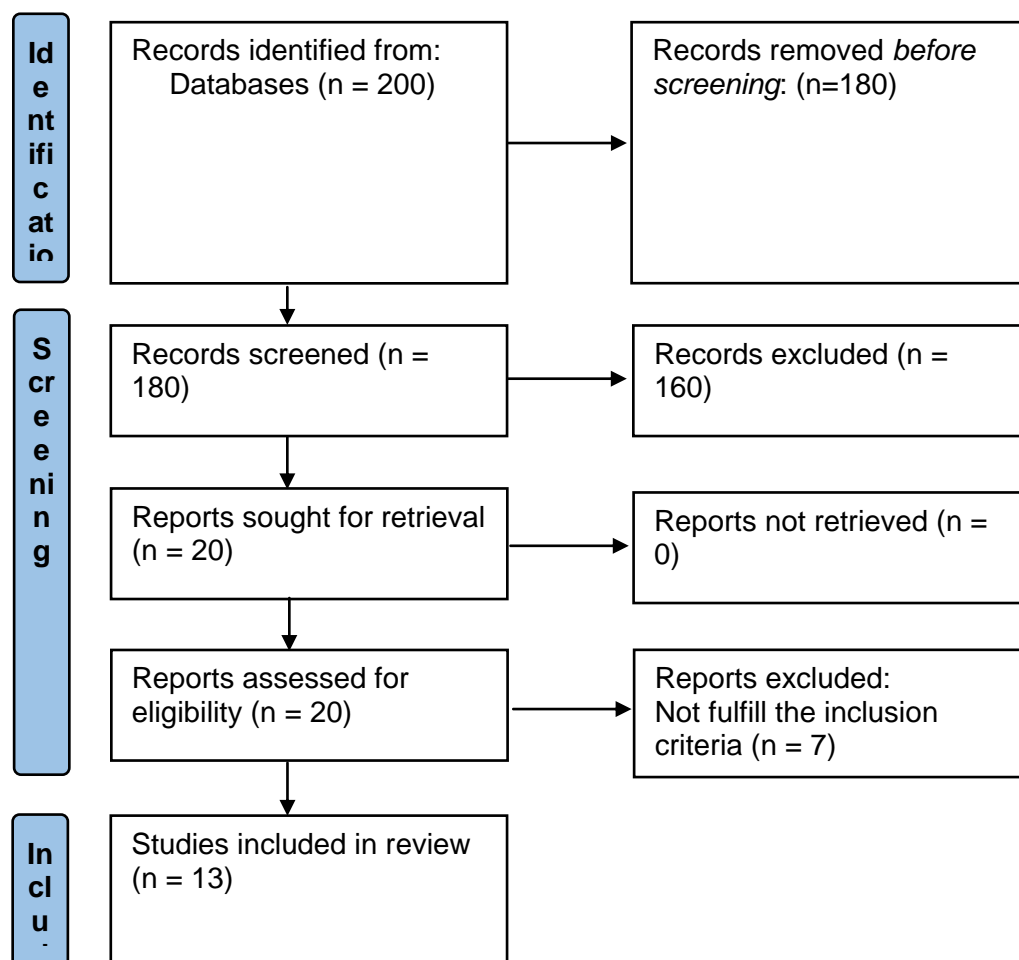 Id
e
nt
ifi
c
at
io
Records identified from:
Databases (n = 200)
Records removed before
screening: (n=180)
S
cr
e
e
ni
n
g
Records screened (n =
180)
Records excluded (n =
160)
Reports sought for retrieval
(n = 20)
Reports not retrieved (n =
0)
Reports assessed for
eligibility (n = 20)
Reports excluded:
Not fulfill the inclusion
criteria (n = 7)
In
cl
u
Studies included in review
(n = 13)